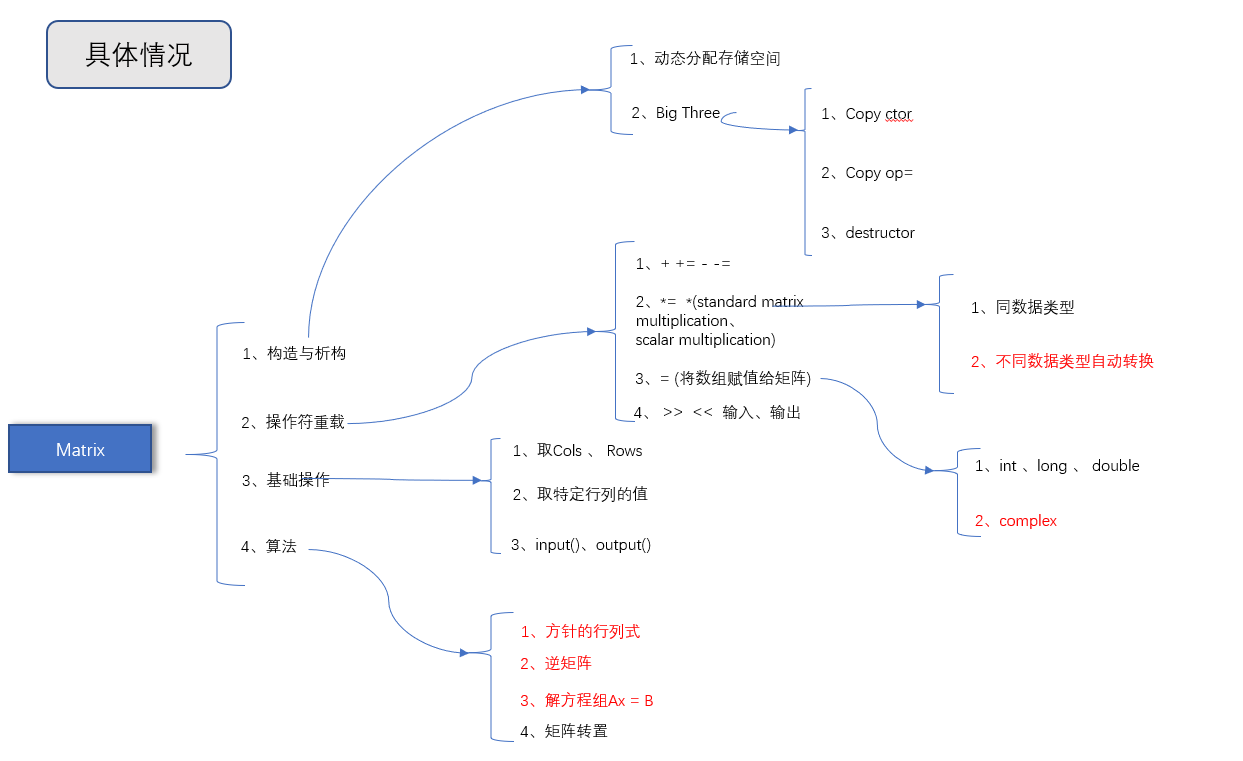 具体情况
Matrix
1、构造与析构
2、操作符重载
3、基础操作
4、算法
1、动态分配存储空间
2、Big Three
1、Copy ctor
2、Copy op=
3、destructor
1、+ += - -=
2、*= *(standard matrix
multiplication、
scalar multiplication)
3、= (将数组赋值给矩阵)
4、 >> << 输入、输出
1、同数据类型
2、不同数据类型自动转换
1、int 、long 、 double
2、complex
1、取Cols 、 Rows
2、取特定行列的值
3、input()、output()
1、方针的行列式
2、逆矩阵
3、解方程组Ax = B
4、矩阵转置